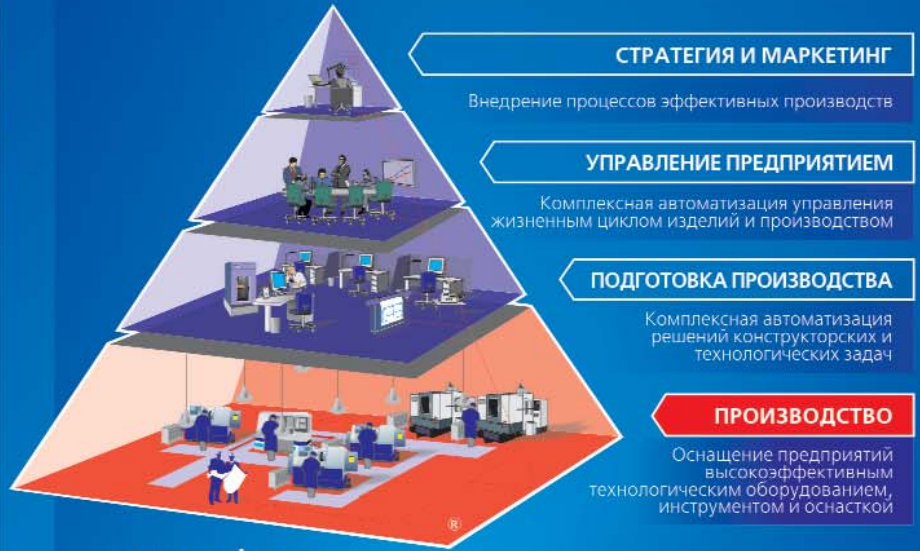 СТРАТЕГИЯ И МАРКЕТИНГ
Внедрение процессов эффективных производств
УПРАВЛЕНИЕ ПРЕДПРИЯТИЕМ
Комплексная автоматизация управления
жизненным циклом изделий и производством
ПОДГОТОВКА ПРОИЗВОДСТВА
Комплексная автоматизация
решений конструкторских и
технологических задач
ПРОИЗВОДСТВО
Оснащение предприятий
высокоэффективным
технологическим оборудованием,
инструментом и оснасткой
®